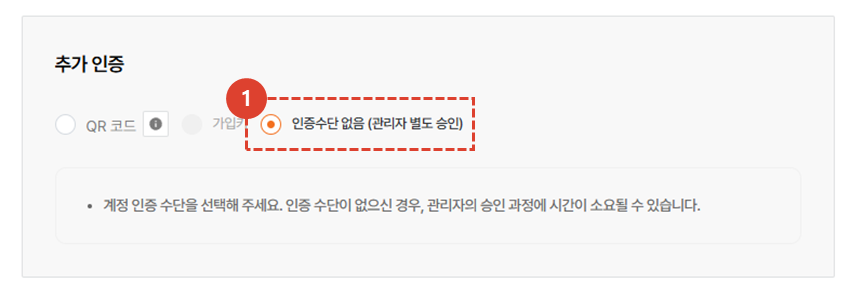 추가 인증
1
QR 코드 가입 인증수단 없음 (관리자 별도 승인)
• 계정 인증 수단을 선택해 주세요. 인증 수단이 없으신 경우, 관리자의 승인 과정에 시간이 소요될 수 있습니다.